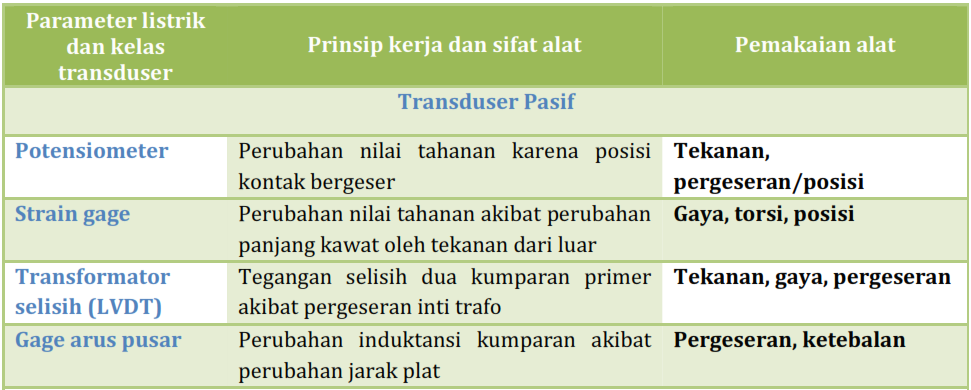 Parameter listrik
dan kelas
transduser
Prinsip kerja dan sifat alat
Pemakaian alat
Transduser Pasif
Potensiometer
Perubahan nilai tahanan karena posisi
kontak bergeser
Tekanan,
pergeseran/posisi
Strain gage
Perubahan nilai tahanan akibat perubahan
panjang kawat oleh tekanan dari luar
Gaya, torsi, posisi
Transformator
selisih (LVDT)
Tegangan selisih dua kumparan primer
akibat pergeseran inti trafo
Tekanan, gaya, pergeseran
Gage arus pusar
Perubahan induktansi kumparan akibat
perubahan jarak plat
Pergeseran, ketebalan